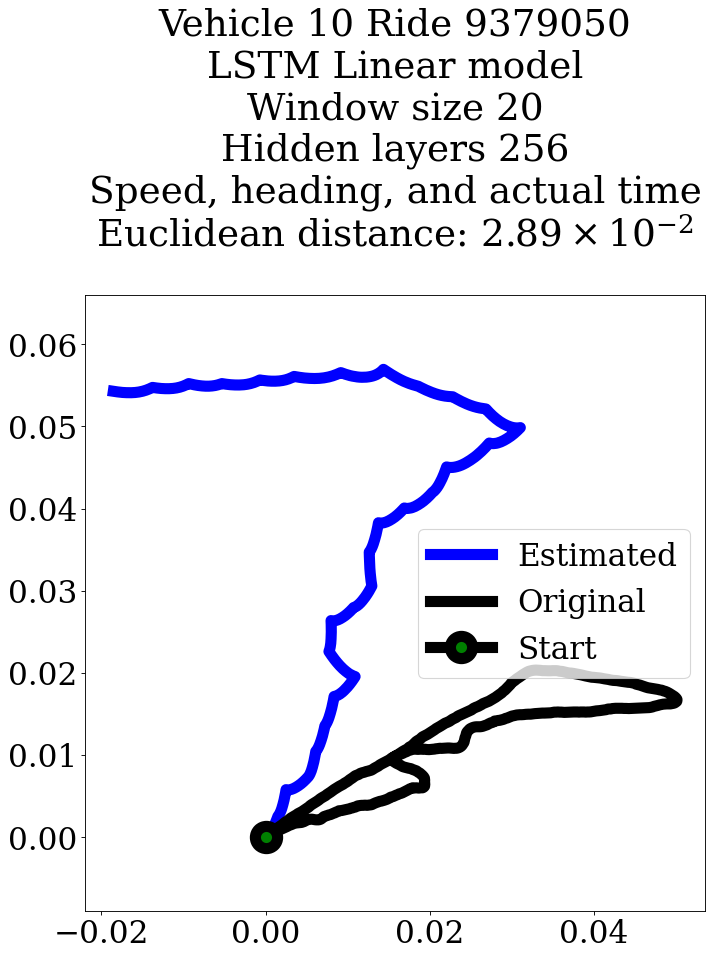 Vehicle 10 Ride 9379050
LSTM Linear model
Window size 20
Hidden layers 256
Speed, heading, and actual time
Euclidean distance: 2.89 × 10⁻²
0.06
0.05
0.04
0.03
0.02
0.01
0.00
Estimated
Original
Start
−0.02 0.00 0.02 0.04